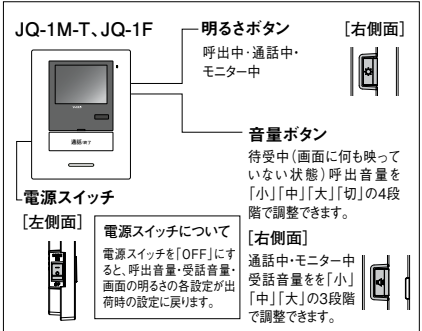 JQ-1M-T、JQ-1F
明るさボタン
[右側面]
呼出中・通話中・
モニター中
通話/終了
音量ボタン
待受中(画面に何も映って
いない状態)呼出音量を
「小」「中」「大」「切」の4段
階で調整できます。
[右側面]
通話中・モニター中
受話音量をを「小」
「中」「大」の3段階
で調整できます。
電源スイッチ
[左側面]
電源スイッチについて
電源スイッチを「OFF」にす
ると、呼出音量・受話音量・
画面の明るさの各設定が出
荷時の設定に戻ります。